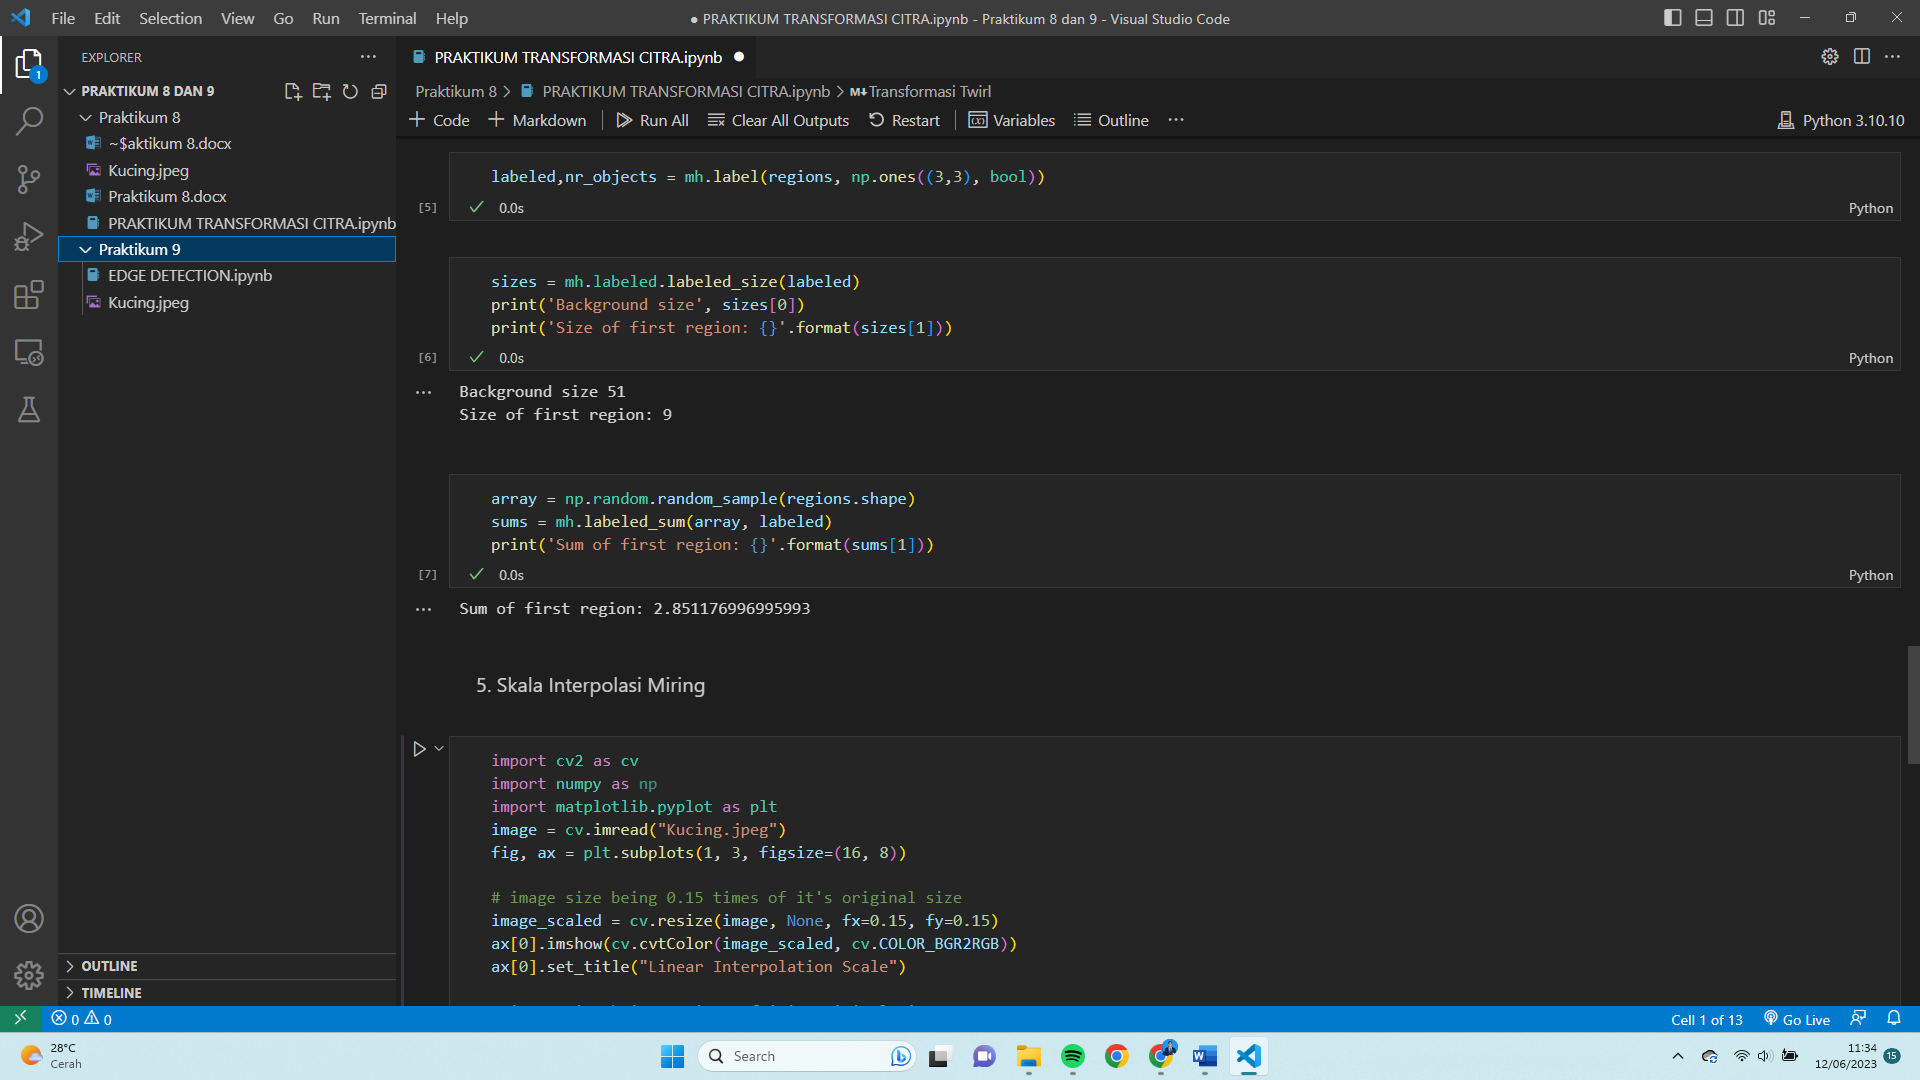 File Edit Selection View Go Run Terminal Help
● PRAKTIKUM TRANSFORMASI CITRA.ipynb - Praktikum 8 dan 9 - Visual Studio Code
EXPLORER
PRAKTIKUM TRANSFORMASI CITRA.ipynb
1
PRAKTIKUM 8 DAN 9
Praktikum 8
~$aktikum 8.docx
Kucing.jpeg
Praktikum 8.docx
PRAKTIKUM TRANSFORMASI CITRA.ipynb
Praktikum 9
EDGE DETECTION.ipynb
Kucing.jpeg
OUTLINE
TIMELINE
Praktikum 8 > PRAKTIKUM TRANSFORMASI CITRA.ipynb > M↓Transformasi Twirl
+ Code + Markdown Run All Clear All Outputs Restart Variables Outline ...
Python 3.10.10
labeled,nr_objects = mh.label(regions, np.ones((3,3), bool))
[5] ✓ 0.0s Python
sizes = mh.labeled.labeled_size(labeled)
print('Background size', sizes[0])
print('Size of first region: {}'.format(sizes[1]))
[6] ✓ 0.0s Python
... Background size 51
Size of first region: 9
array = np.random.random_sample(regions.shape)
sums = mh.labeled_sum(array, labeled)
print('Sum of first region: {}'.format(sums[1]))
[7] ✓ 0.0s Python
... Sum of first region: 2.851176996995993
5. Skala Interpolasi Miring
import cv2 as cv
import numpy as np
import matplotlib.pyplot as plt
image = cv.imread("Kucing.jpeg")
fig, ax = plt.subplots(1, 3, figsize=(16, 8))
# image size being 0.15 times of it's original size
image_scaled = cv.resize(image, None, fx=0.15, fy=0.15)
ax[0].imshow(cv.cvtColor(image_scaled, cv.COLOR_BGR2RGB))
ax[0].set_title("Linear Interpolation Scale")
0 0
Cell 1 of 13 Go Live
28°C
Cerah
Search
11:34
12/06/2023
15